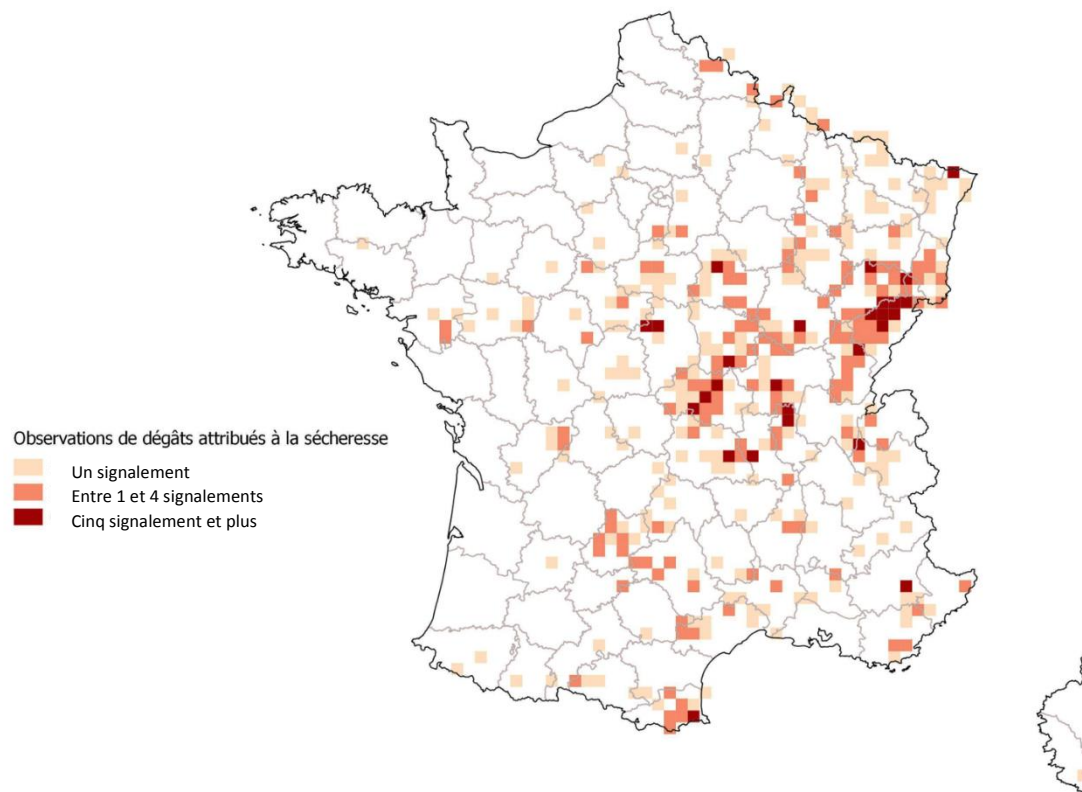 Observations de dégâts attribués à la sécheresse
Un signalement
Entre 1 et 4 signalements
Cinq signalement et plus